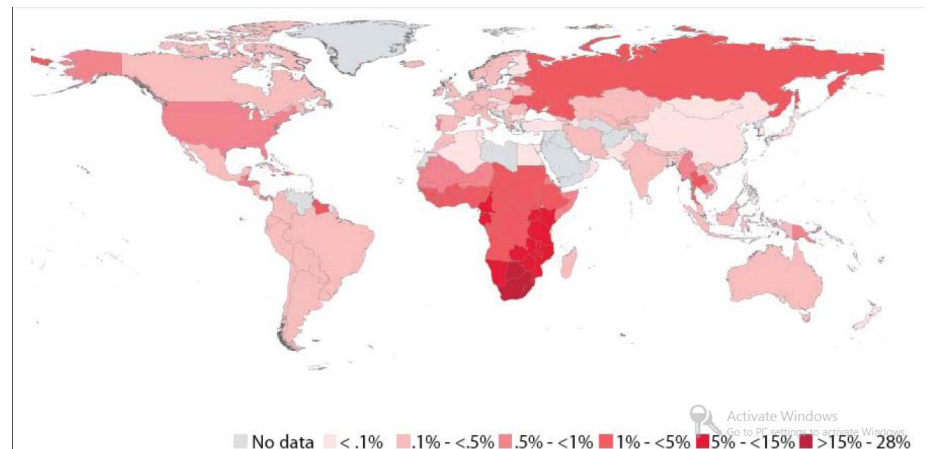 Activate Windows
Go to PC settings to activate Windows.
No data < .1% .1% - <.5% .5% - <1% 1% - <5% 5% - <15% >15% - 28%